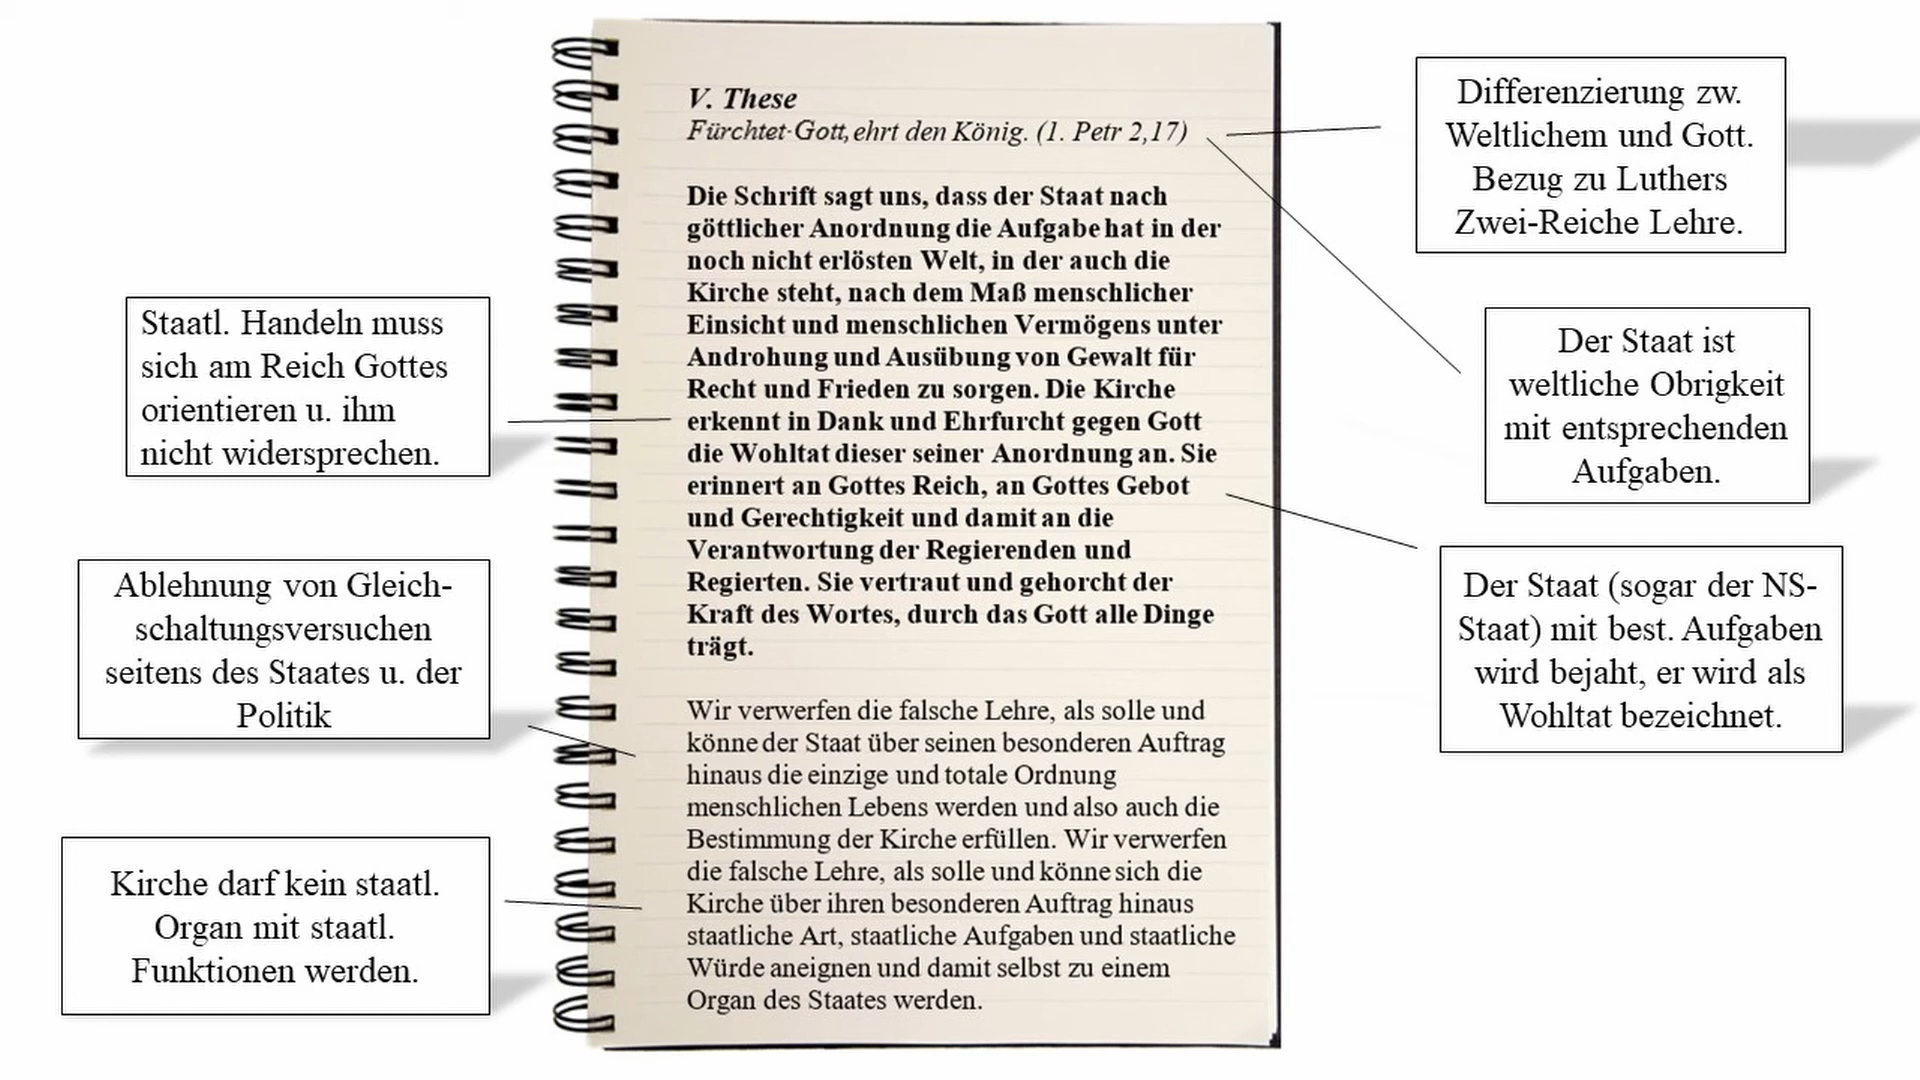 V. These
Fürchtet Gott, ehrt den König. (1. Petr 2,17)
Die Schrift sagt uns, dass der Staat nach
göttlicher Anordnung die Aufgabe hat in der
noch nicht erlösten Welt, in der auch die
Kirche steht, nach dem Maß menschlicher
Einsicht und menschlichen Vermögens unter
Androhung und Ausübung von Gewalt für
Recht und Frieden zu sorgen. Die Kirche
erkennt in Dank und Ehrfurcht gegen Gott
die Wohltat dieser seiner Anordnung an. Sie
erinnert an Gottes Reich, an Gottes Gebot
und Gerechtigkeit und damit an die
Verantwortung der Regierenden und
Regierten. Sie vertraut und gehorcht der
Kraft des Wortes, durch das Gott alle Dinge
trägt.
Wir verwerfen die falsche Lehre, als solle und
könne der Staat über seinen besonderen Auftrag
hinaus die einzige und totale Ordnung
menschlichen Lebens werden und also auch die
Bestimmung der Kirche erfüllen. Wir verwerfen
die falsche Lehre, als solle und könne sich die
Kirche über ihren besonderen Auftrag hinaus
staatliche Art, staatliche Aufgaben und staatliche
Würde aneignen und damit selbst zu einem
Organ des Staates werden.
Staatl. Handeln muss
sich am Reich Gottes
orientieren u. ihm
nicht widersprechen.
Ablehnung von Gleich-
schaltungsversuchen
seitens des Staates u. der
Politik
Kirche darf kein staatl.
Organ mit staatl.
Funktionen werden.
Differenzierung zw.
Weltlichem und Gott.
Bezug zu Luthers
Zwei-Reiche Lehre.
Der Staat ist
weltliche Obrigkeit
mit entsprechenden
Aufgaben.
Der Staat (sogar der NS-
Staat) mit best. Aufgaben
wird bejaht, er wird als
Wohltat bezeichnet.